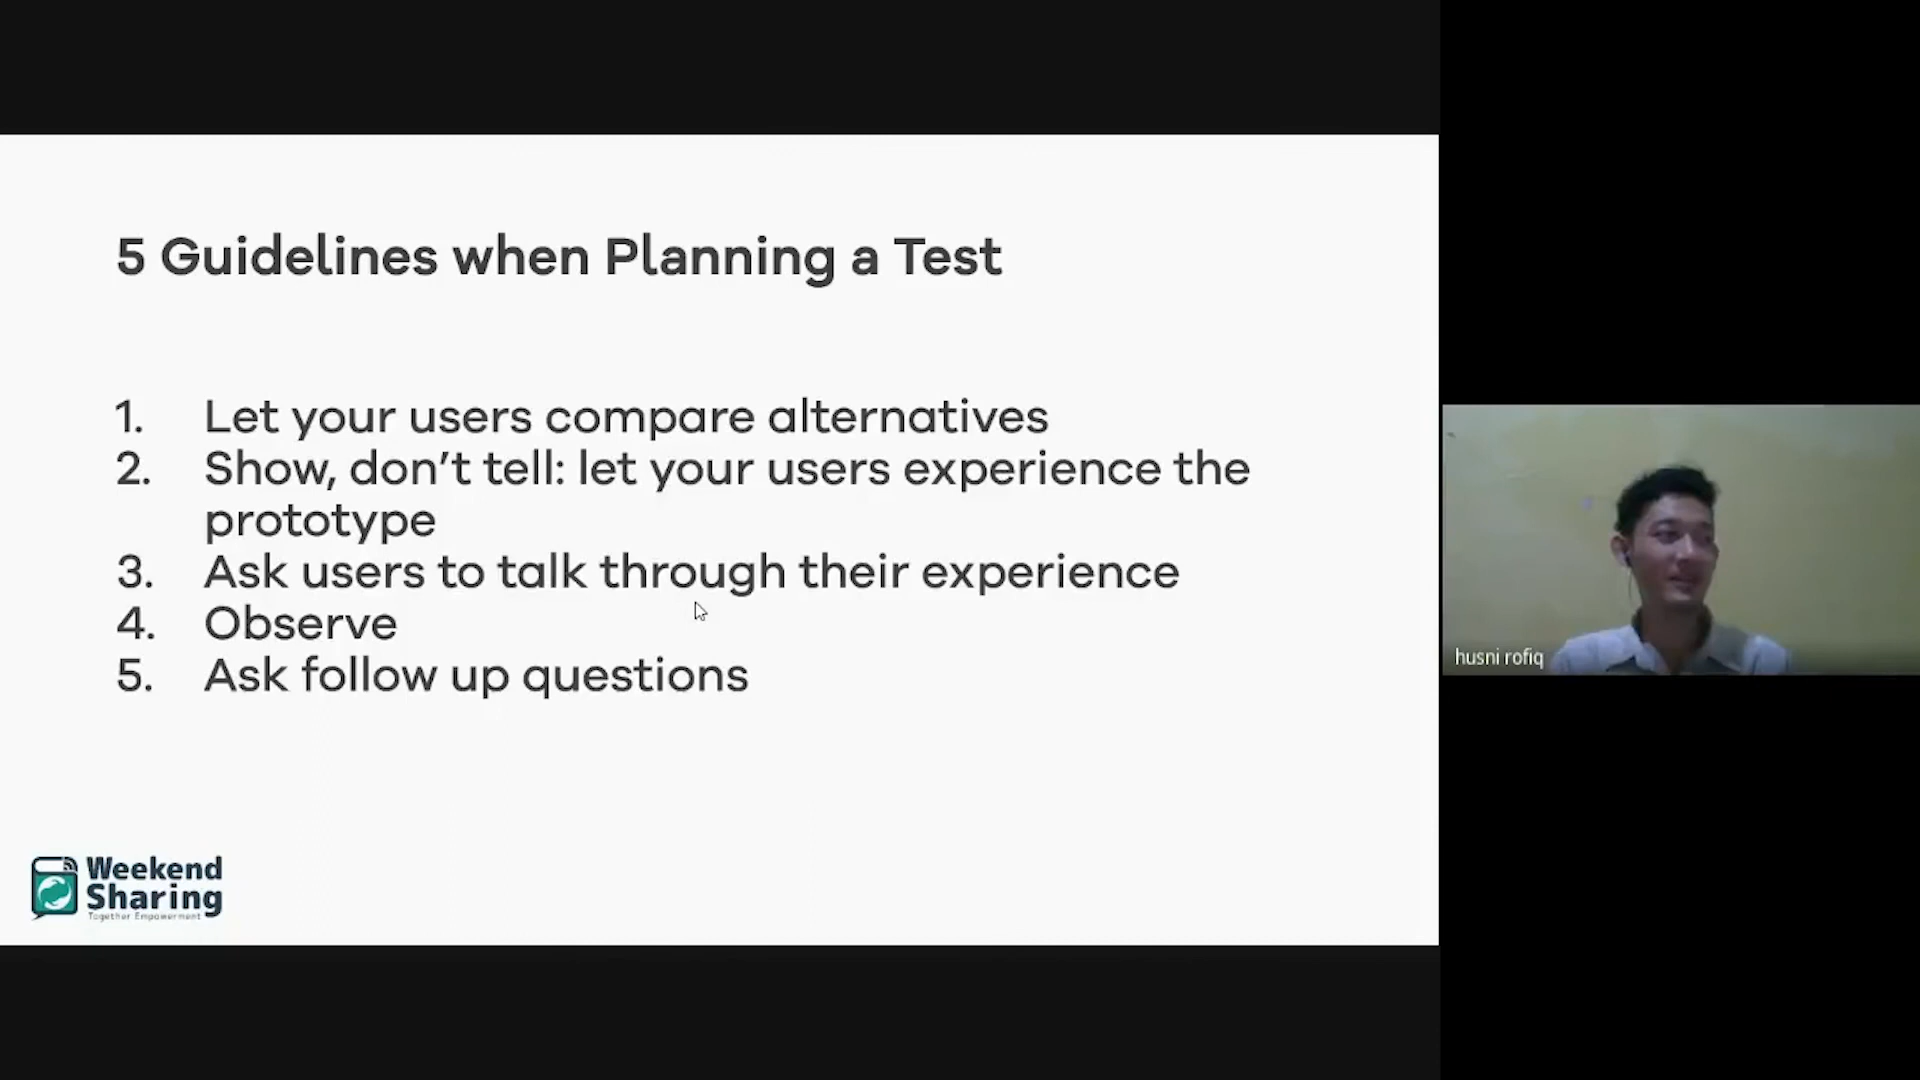 5 Guidelines when Planning a Test
1. Let your users compare alternatives
2. Show, don’t tell: let your users experience the
prototype
3. Ask users to talk through their experience
4. Observe
5. Ask follow up questions
Weekend
Sharing
Together Empowerment
husni rofiq